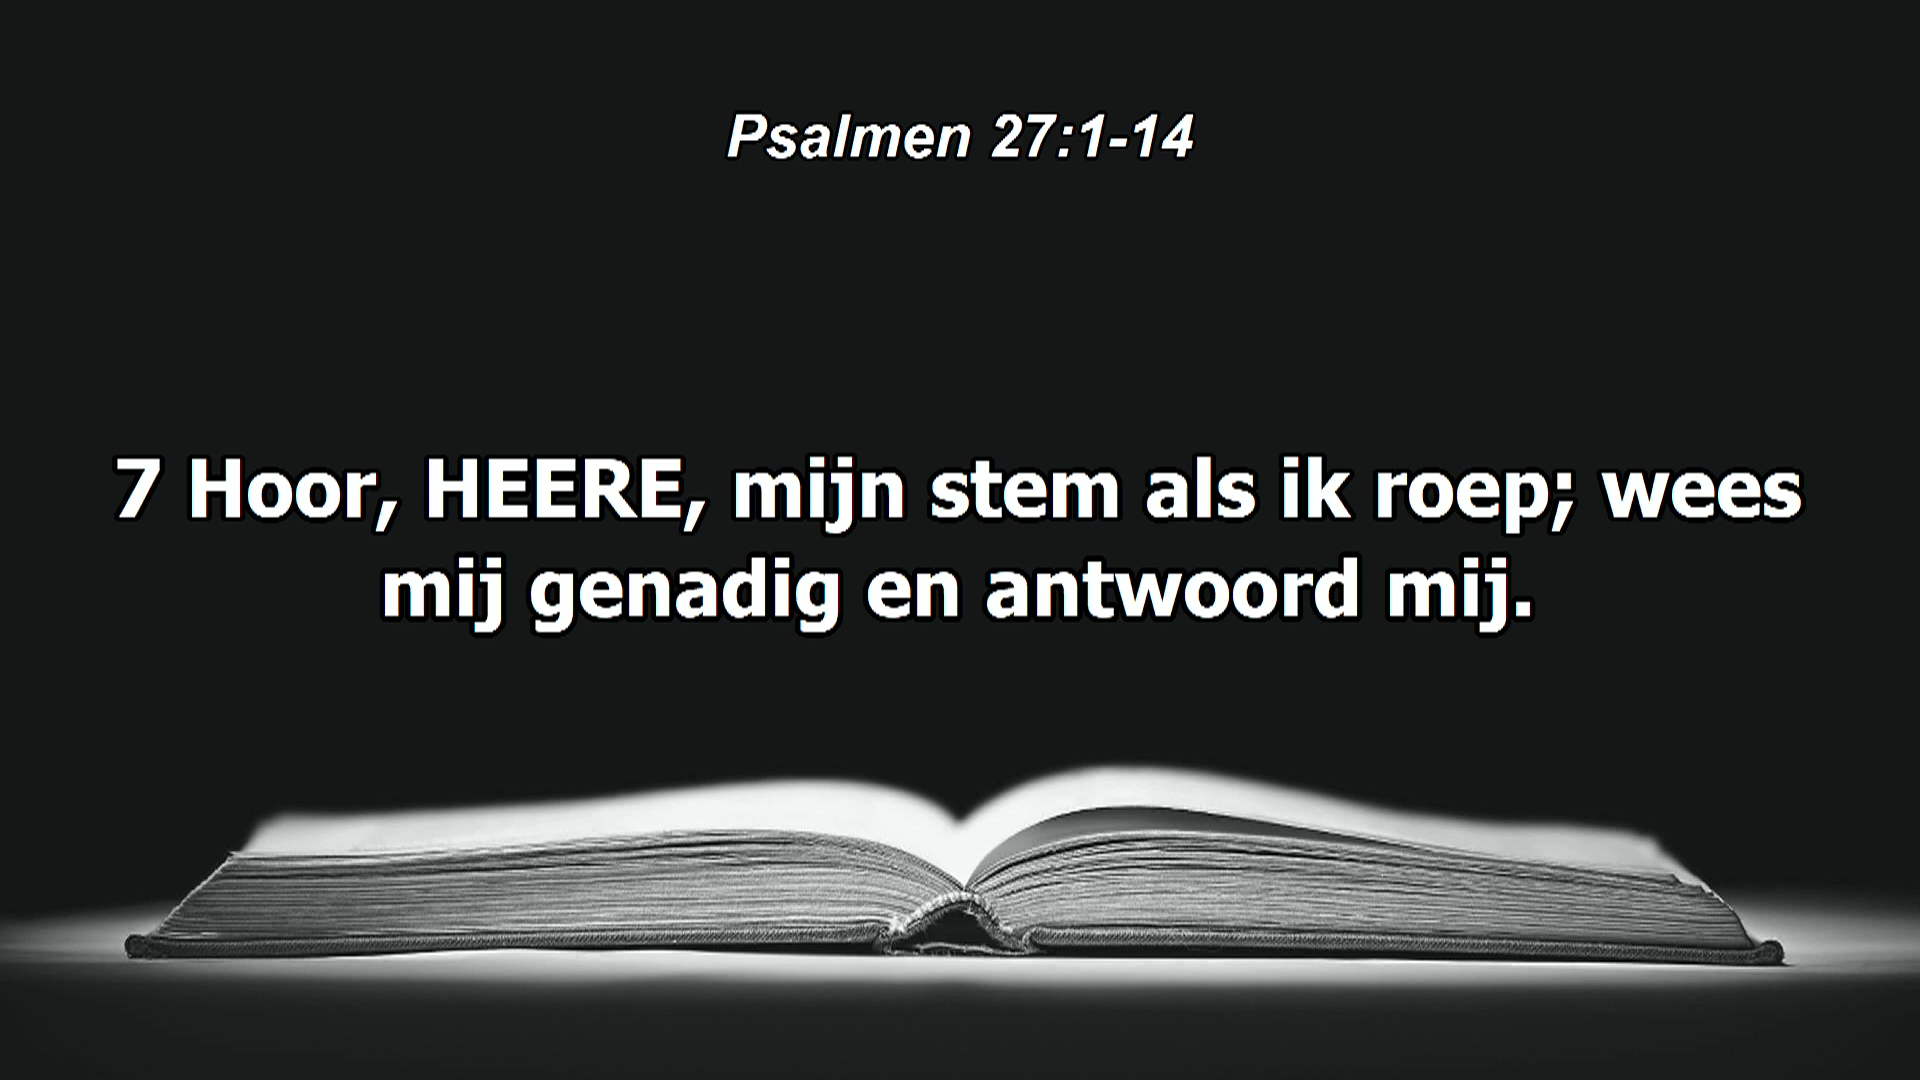 Psalmen 27:1-14
7 Hoor, HEERE, mijn stem als ik roep; wees
mij genadig en antwoord mij.